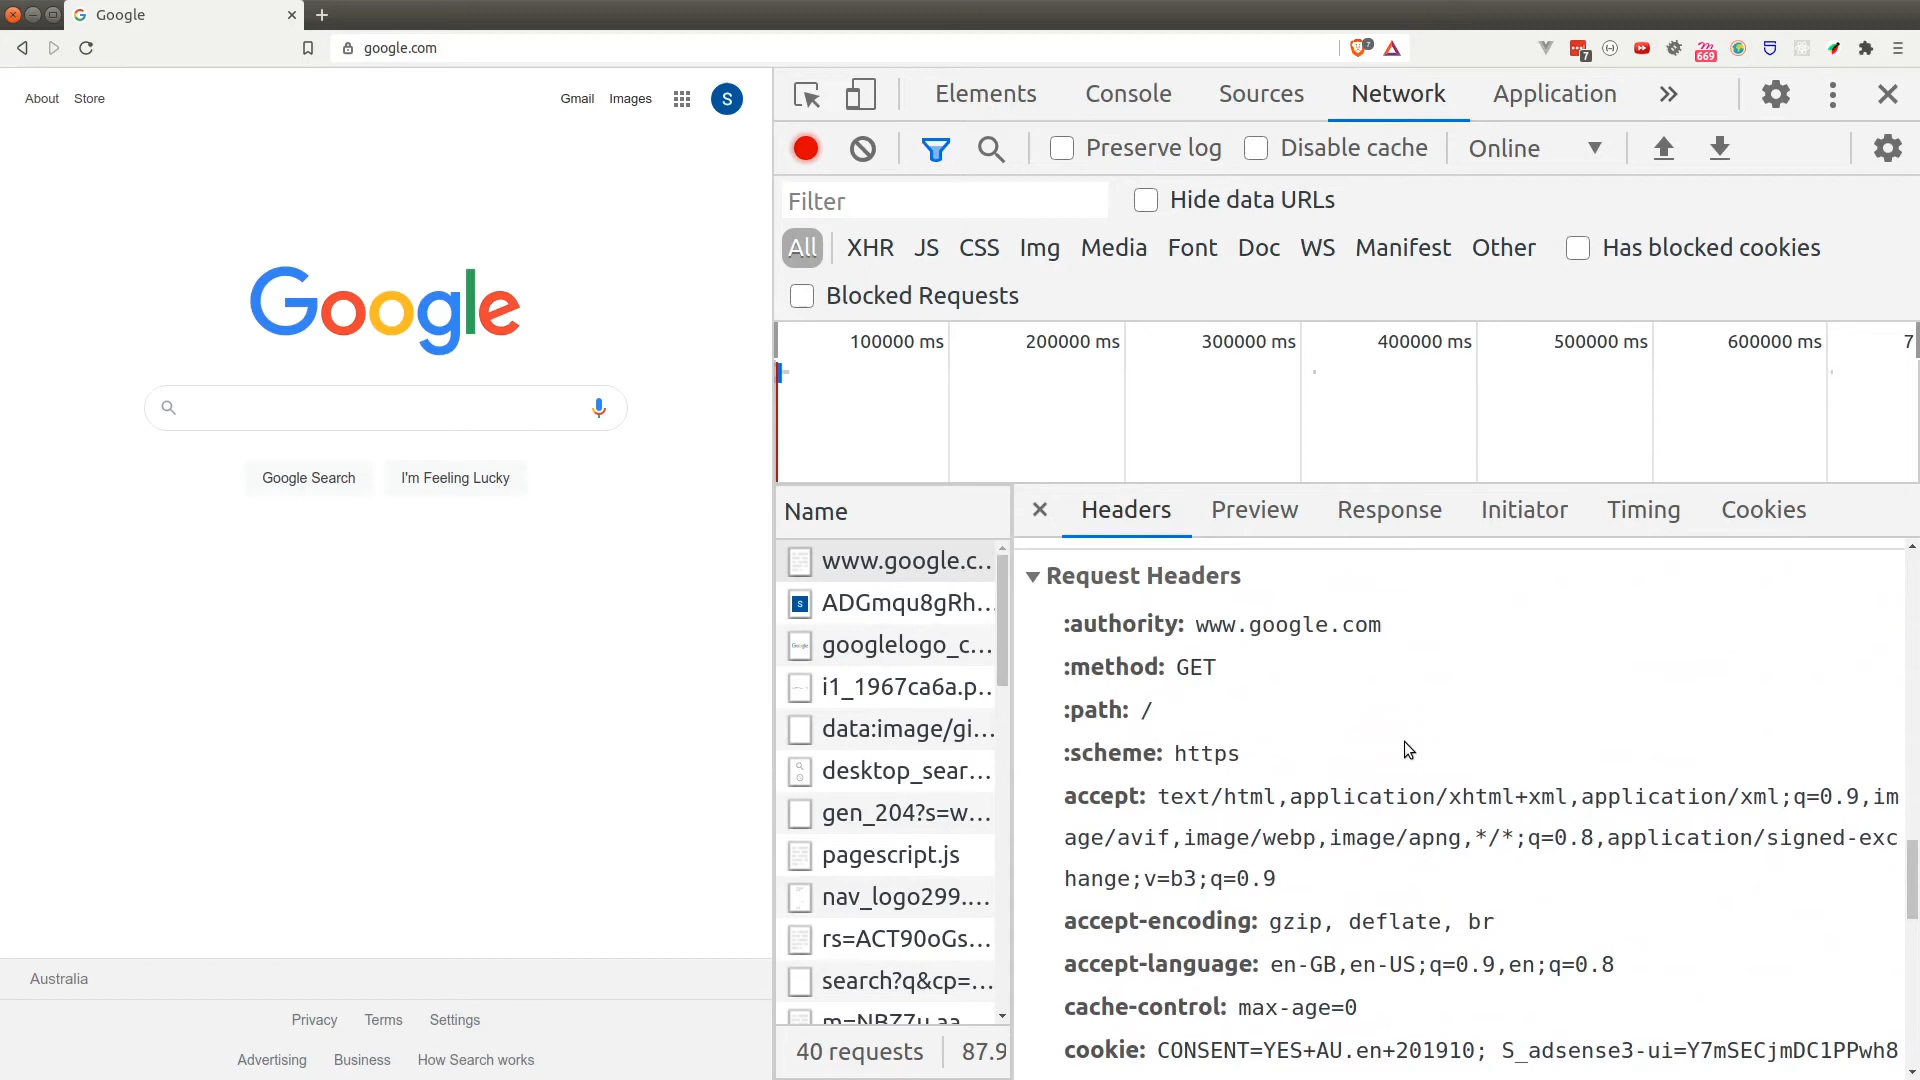 Google
google.com
7
7
669
About Store
Gmail Images
S
Google
Google Search I'm Feeling Lucky
Australia
Privacy Terms Settings
Advertising Business How Search works
Elements Console Sources Network Application
Preserve log Disable cache Online
Filter Hide data URLs
All XHR JS CSS Img Media Font Doc WS Manifest Other Has blocked cookies
Blocked Requests
100000 ms 200000 ms 300000 ms 400000 ms 500000 ms 600000 ms 7
Name
www.google.c...
ADGmqu8gRh...
googlelogo_c...
i1_1967ca6a.p...
data:image/gi...
desktop_sear...
gen_204?s=w...
pagescript.js
nav_logo299....
rs=ACT90oGs...
search?q&cp=...
40 requests 87.9
Headers Preview Response Initiator Timing Cookies
Request Headers
:authority: www.google.com
:method: GET
:path: /
:scheme: https
accept: text/html,application/xhtml+xml,application/xml;q=0.9,im
age/avif,image/webp,image/apng,*/*;q=0.8,application/signed-exc
hange;v=b3;q=0.9
accept-encoding: gzip, deflate, br
accept-language: en-GB,en-US;q=0.9,en;q=0.8
cache-control: max-age=0
cookie: CONSENT=YES+AU.en+201910; S_adsense3-ui=Y7mSECjmDC1PPwh8